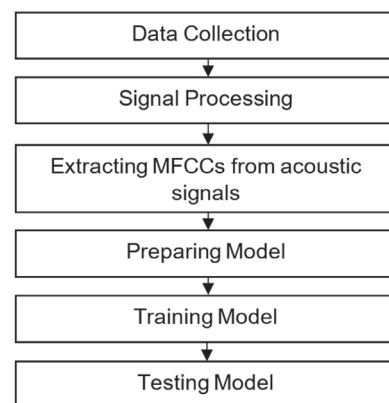 Data Collection
Signal Processing
Extracting MFCCs from acoustic
signals
Preparing Model
Training Model
Testing Model